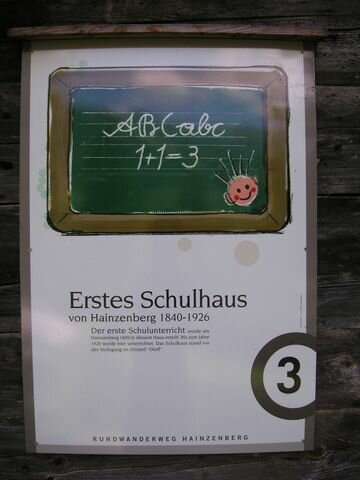 ABCabc
1+1=3
Erstes Schulhaus
von Hainzenberg 1840-1926
Der erste Schulunterricht wurde am
Hainzenberg 1840 in diesem Haus erteilt. Bis zum Jahre
1926 wurde hier unterrichtet. Das Schulhaus stand vor
der Verlegung im Ortsteil "Dörfl".
3
RUNDWANDERWEG HAINZENBERG